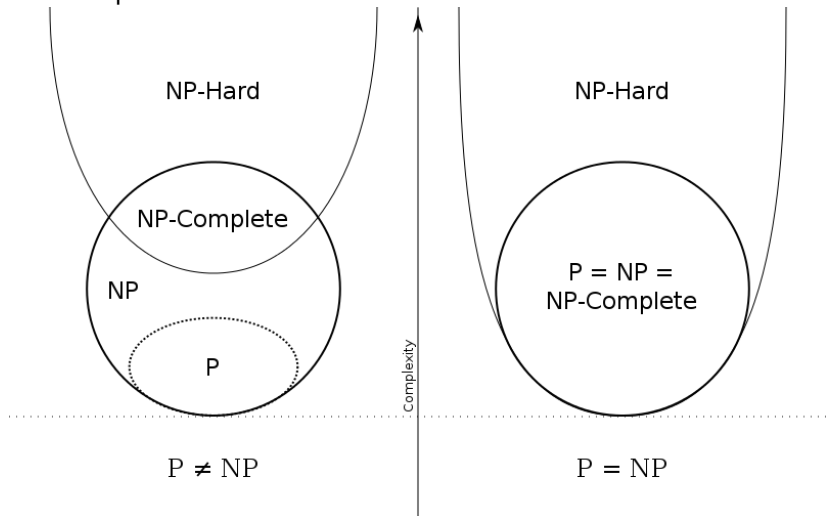 NP-Hard
NP-Complete
NP
P
P ≠ NP
Complexity
NP-Hard
P = NP =
NP-Complete
P = NP